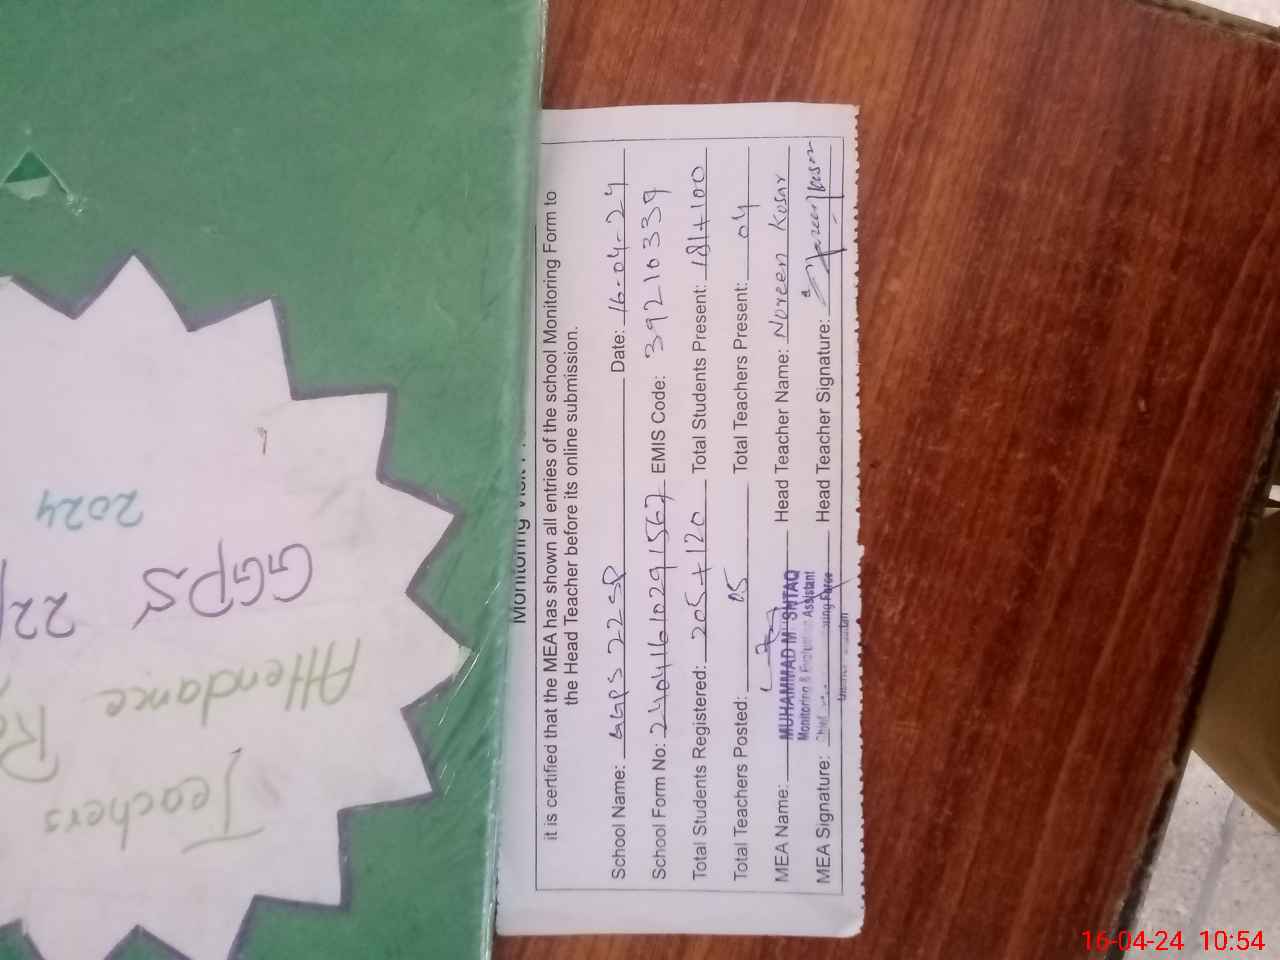 it is certified that the MEA has shown all entries of the school Monitoring Form to
the Head Teacher before its online submission.
School Name: GGPS 22SP Date: 16-04-24
School Form No: 24041610291567 EMIS Code: 39210339
Total Students Registered: 205+120 Total Students Present: 181+100
Total Teachers Posted: 05 Total Teachers Present: 04
MEA Name: Head Teacher Name: Noreen Kosar
MUHAMMAD MUSHTAQ
Monitoring & Evaluation Assistant
MEA Signature: Head Teacher Signature:
Teachers
Attendance
GGPS 22
2024
16-04-24 10:54